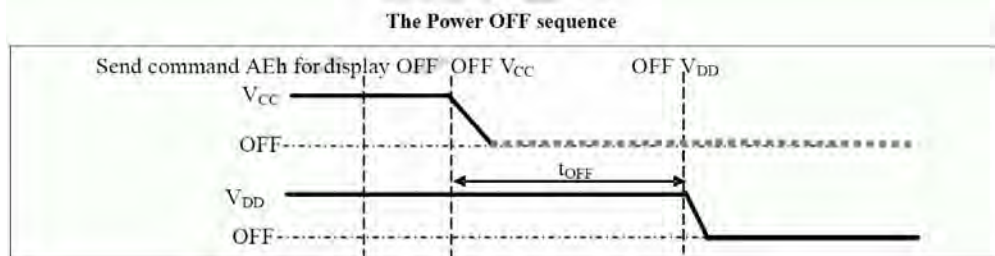 The Power OFF sequence
Send command AEh for display OFF OFF VCC OFF VDD
VCC
OFF
tOFF
VDD
OFF